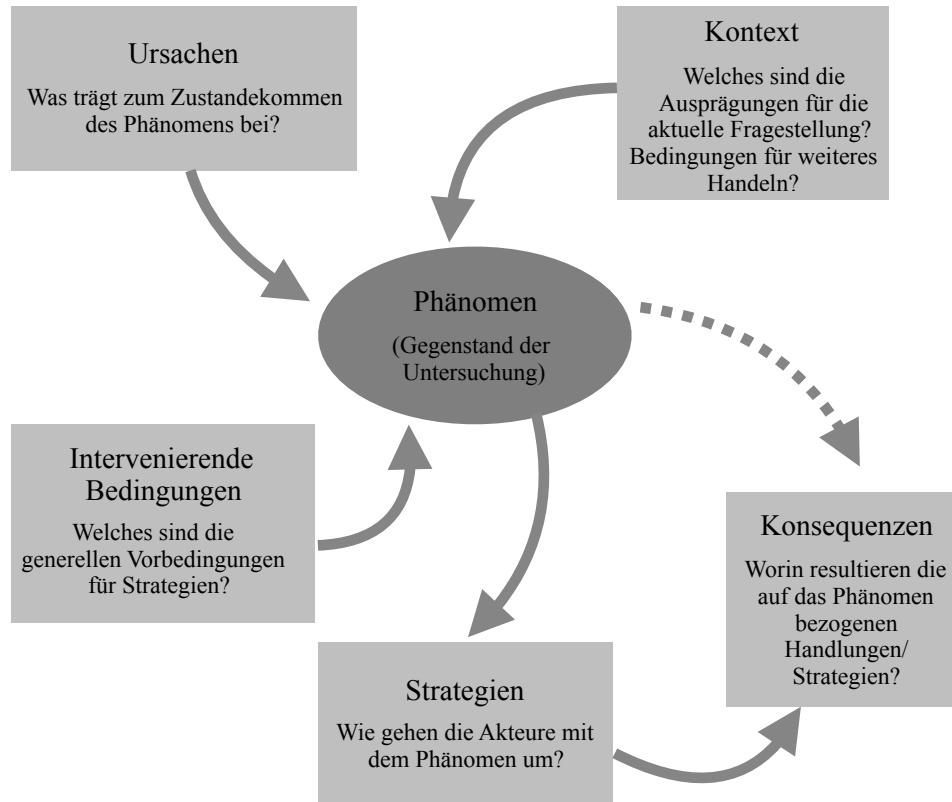 Ursachen
Was trägt zum Zustandekommen
des Phänomens bei?
Kontext
Welches sind die
Ausprägungen für die
aktuelle Fragestellung?
Bedingungen für weiteres
Handeln?
Phänomen
(Gegenstand der
Untersuchung)
Intervenierende
Bedingungen
Welches sind die
generellen Vorbedingungen
für Strategien?
Konsequenzen
Worin resultieren die
auf das Phänomen
bezogenen
Handlungen/
Strategien?
Strategien
Wie gehen die Akteure mit
dem Phänomen um?